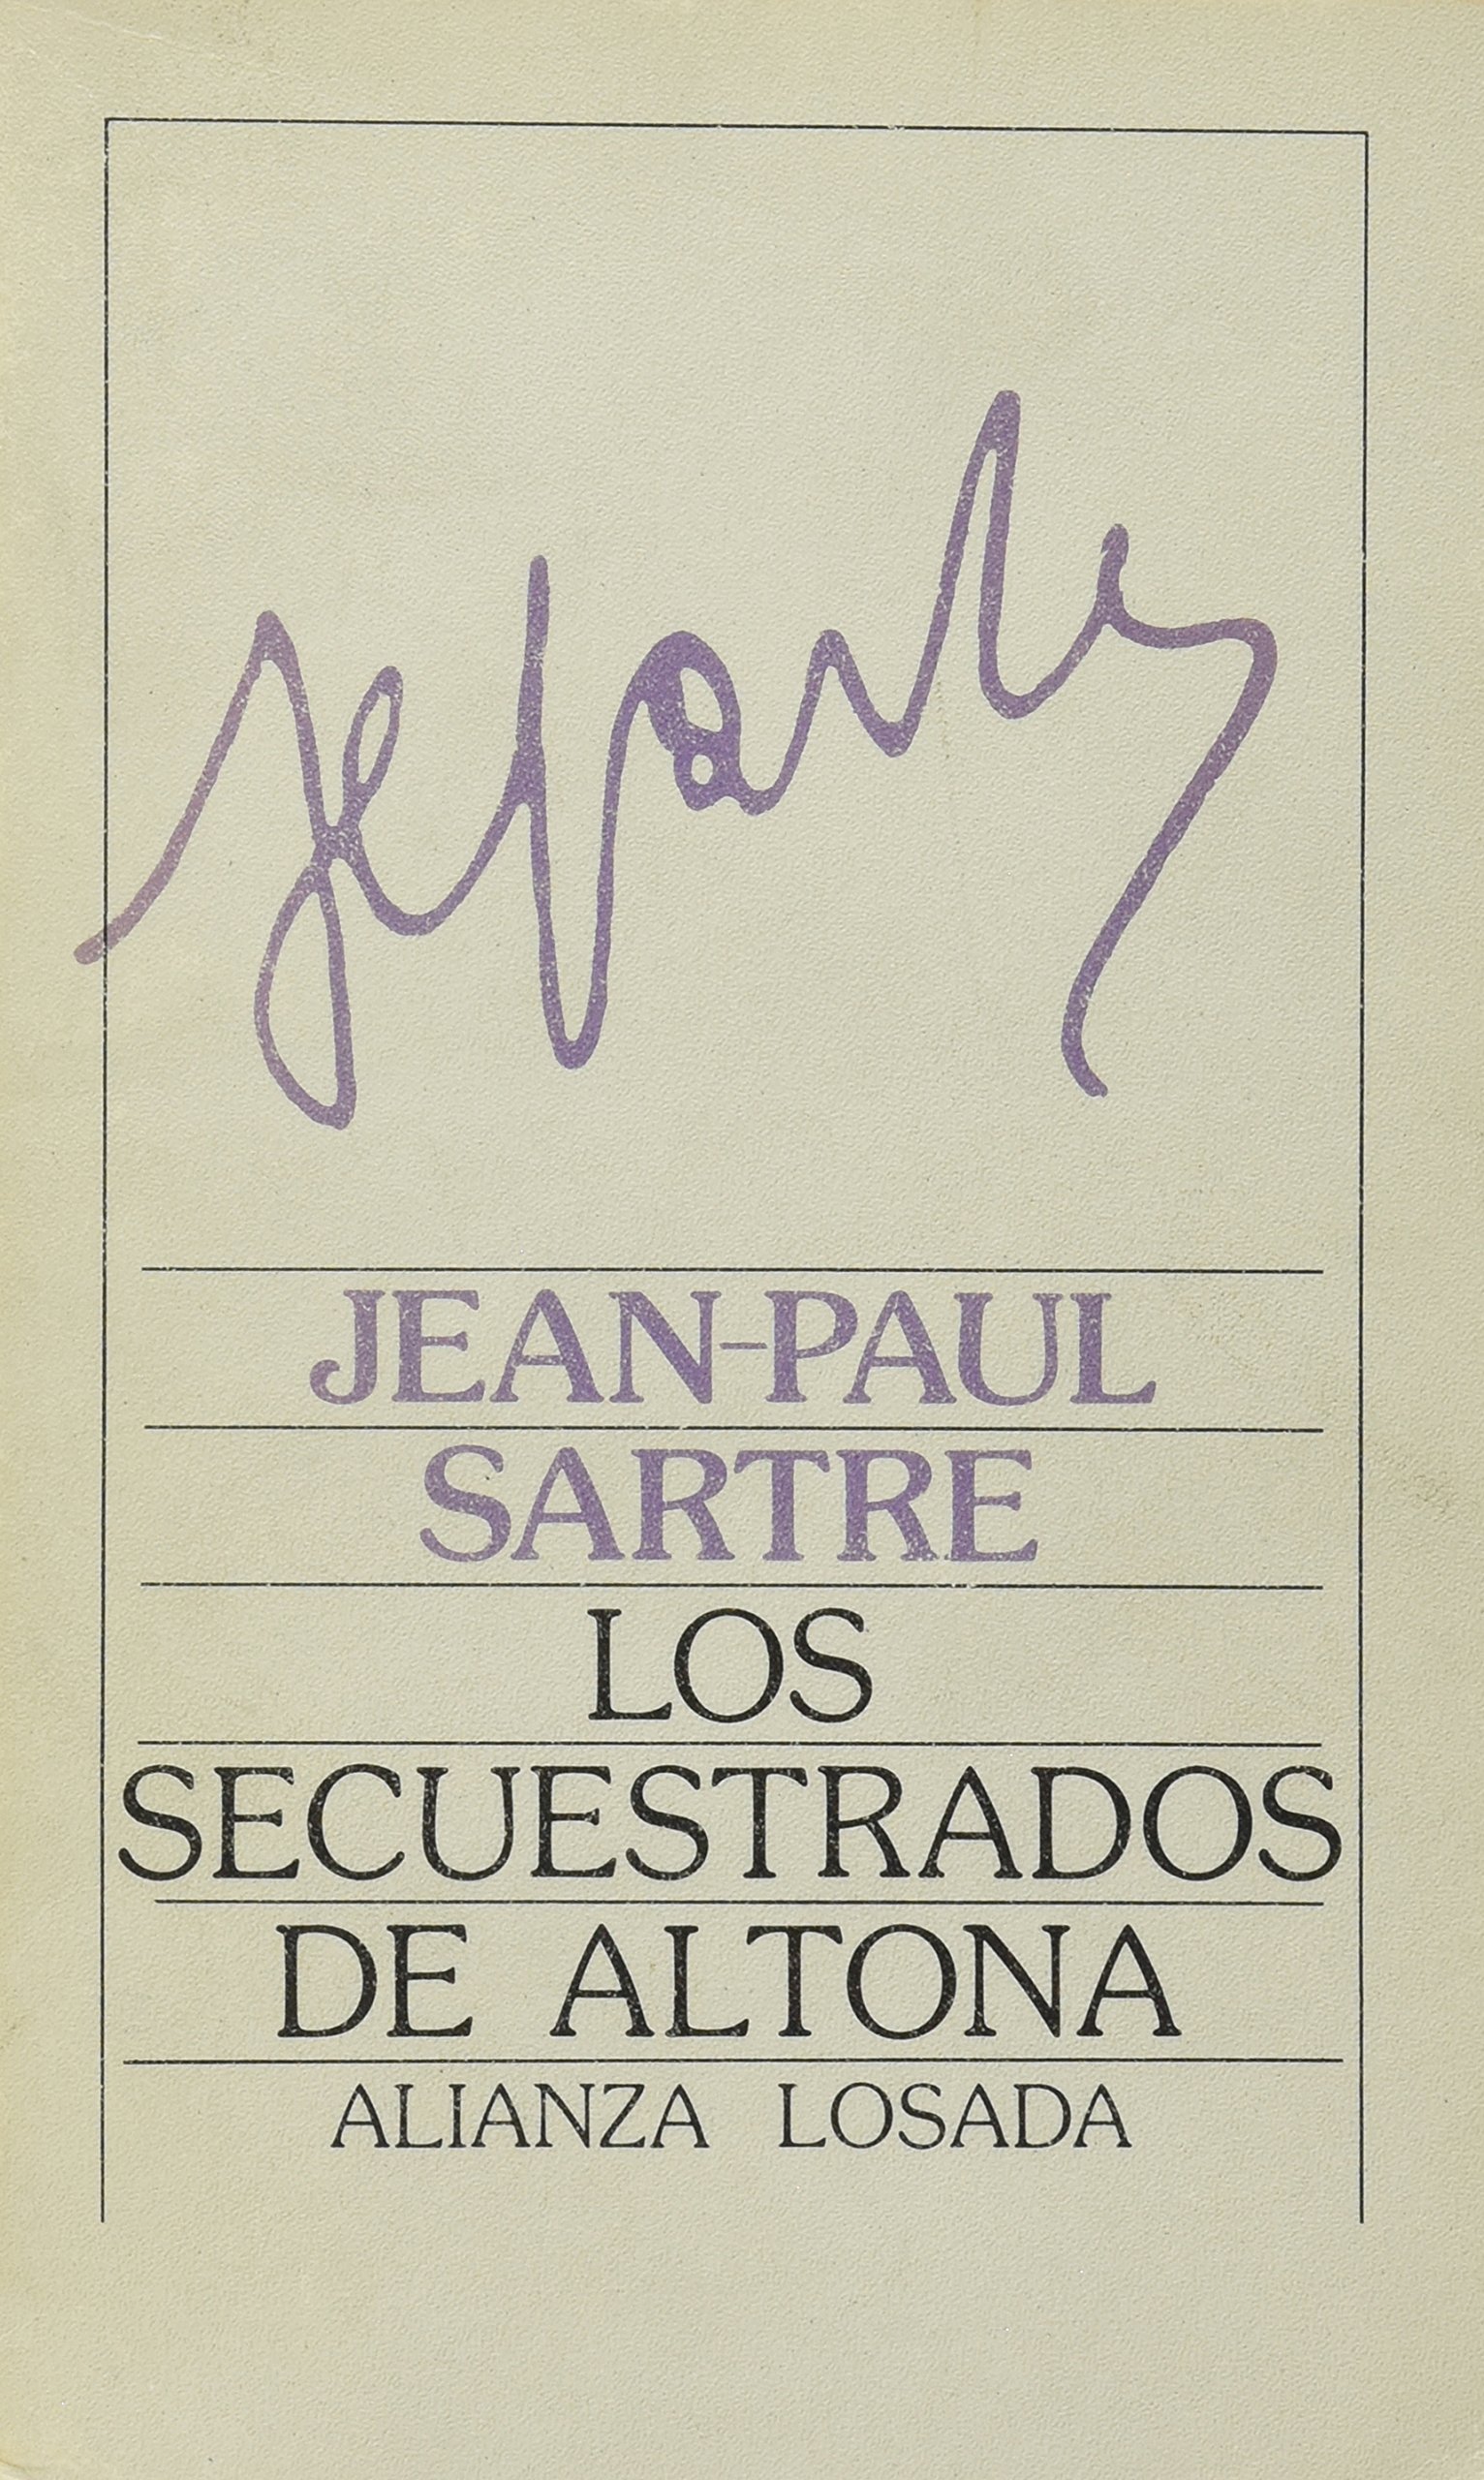 JEAN-PAUL
SARTRE
LOS
SECUESTRADOS
DE ALTONA
ALIANZA LOSADA